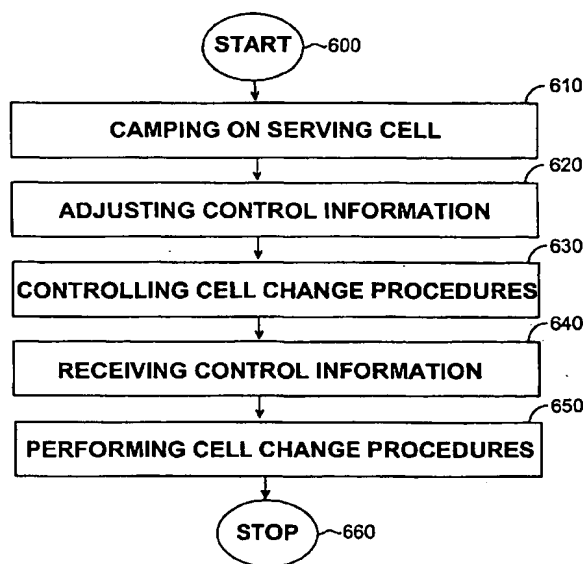 START 600
610
CAMPING ON SERVING CELL
620
ADJUSTING CONTROL INFORMATION
630
CONTROLLING CELL CHANGE PROCEDURES
640
RECEIVING CONTROL INFORMATION
650
PERFORMING CELL CHANGE PROCEDURES
STOP 660